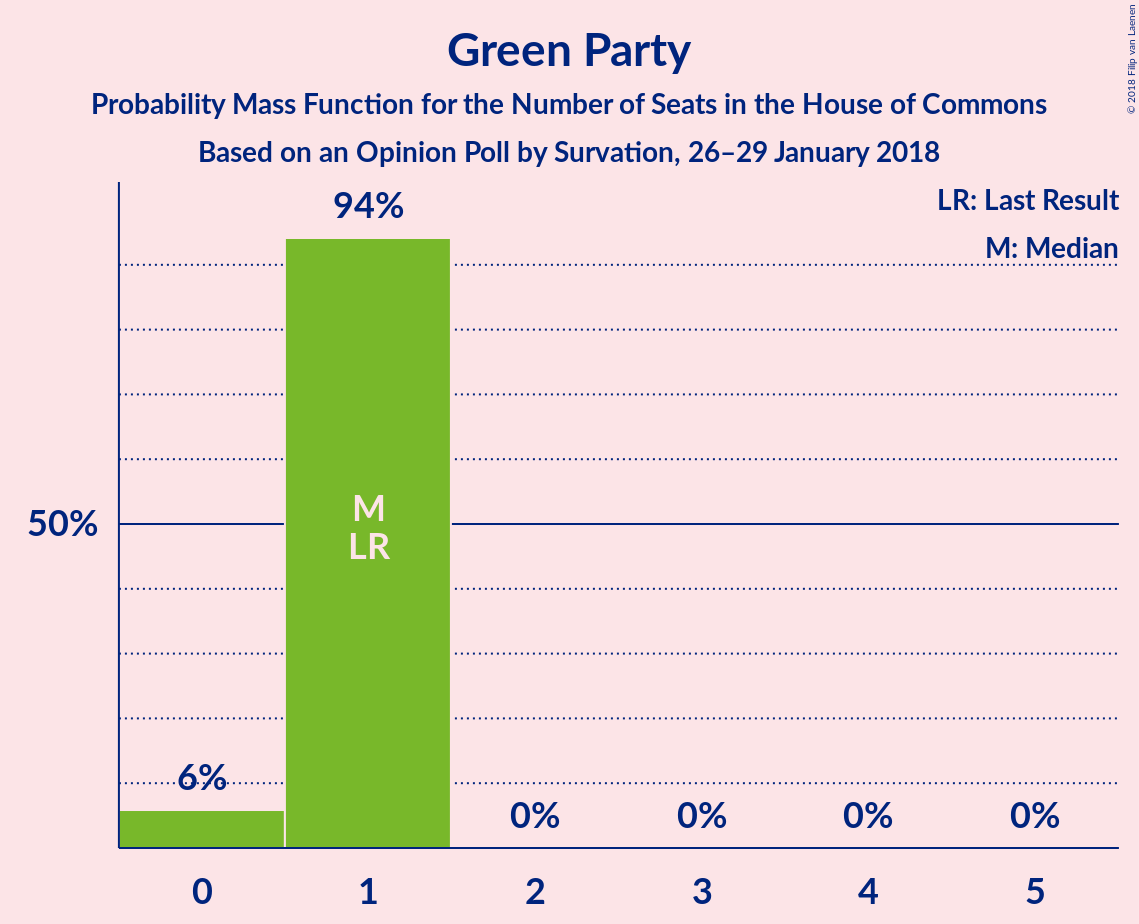 Green Party
Probability Mass Function for the Number of Seats in the House of Commons
Based on an Opinion Poll by Survation, 26–29 January 2018
© 2018 Filip van Laenen
LR: Last Result
M: Median
94%
50%
M
LR
6%
0%
0%
0%
0%
0
1
2
3
4
5